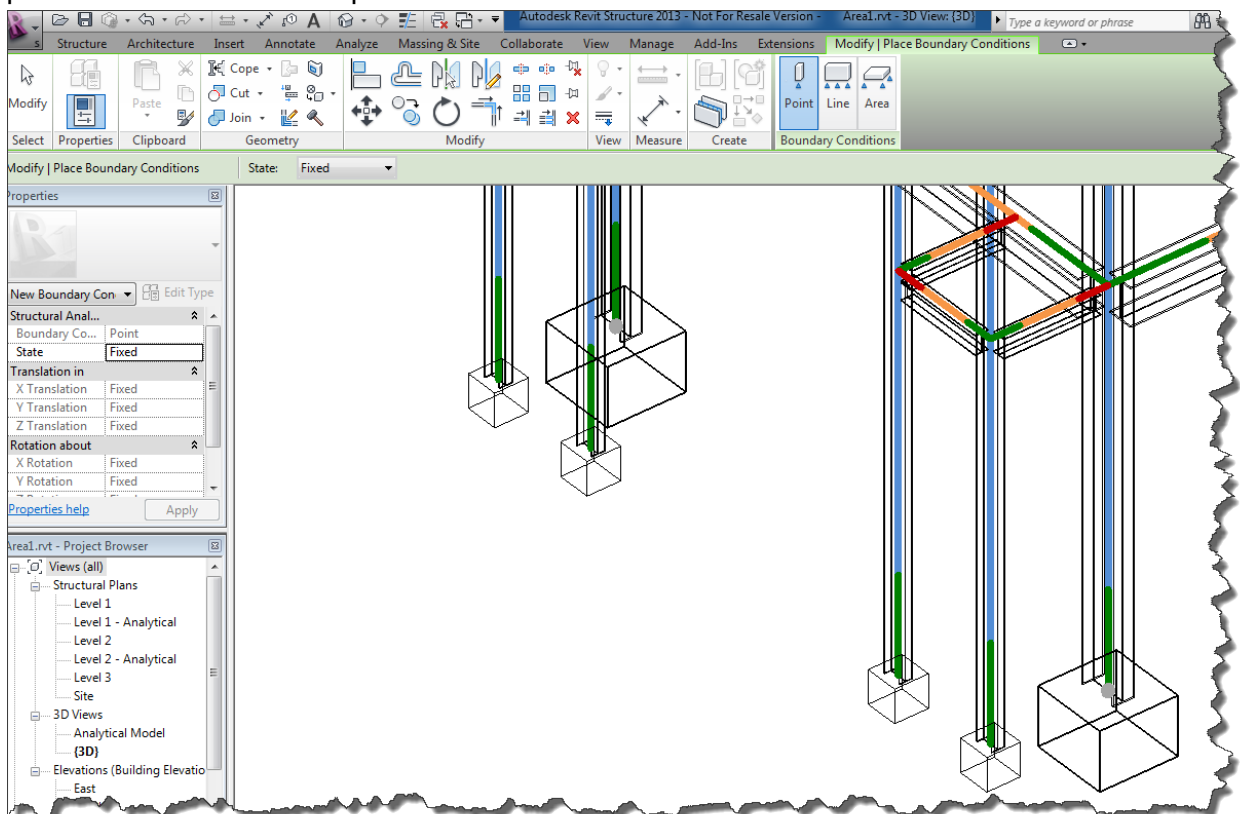 Autodesk Revit Structure 2013 - Not For Resale Version - Area1.rvt - 3D View: {3D} Type a keyword or phrase
s Structure Architecture Insert Annotate Analyze Massing & Site Collaborate View Manage Add-Ins Extensions Modify | Place Boundary Conditions
Cope
Modify Paste Cut Point Line Area
Join
Select Properties Clipboard Geometry Modify View Measure Create Boundary Conditions
Modify | Place Boundary Conditions State: Fixed
Properties
New Boundary Con Edit Type
Structural Anal...
Boundary Co... Point
State Fixed
Translation in
X Translation Fixed
Y Translation Fixed
Z Translation Fixed
Rotation about
X Rotation Fixed
Y Rotation Fixed
Properties help Apply
Area1.rvt - Project Browser
Views (all)
Structural Plans
Level 1
Level 1 - Analytical
Level 2
Level 2 - Analytical
Level 3
Site
3D Views
Analytical Model
{3D}
Elevations (Building Elevatio
East